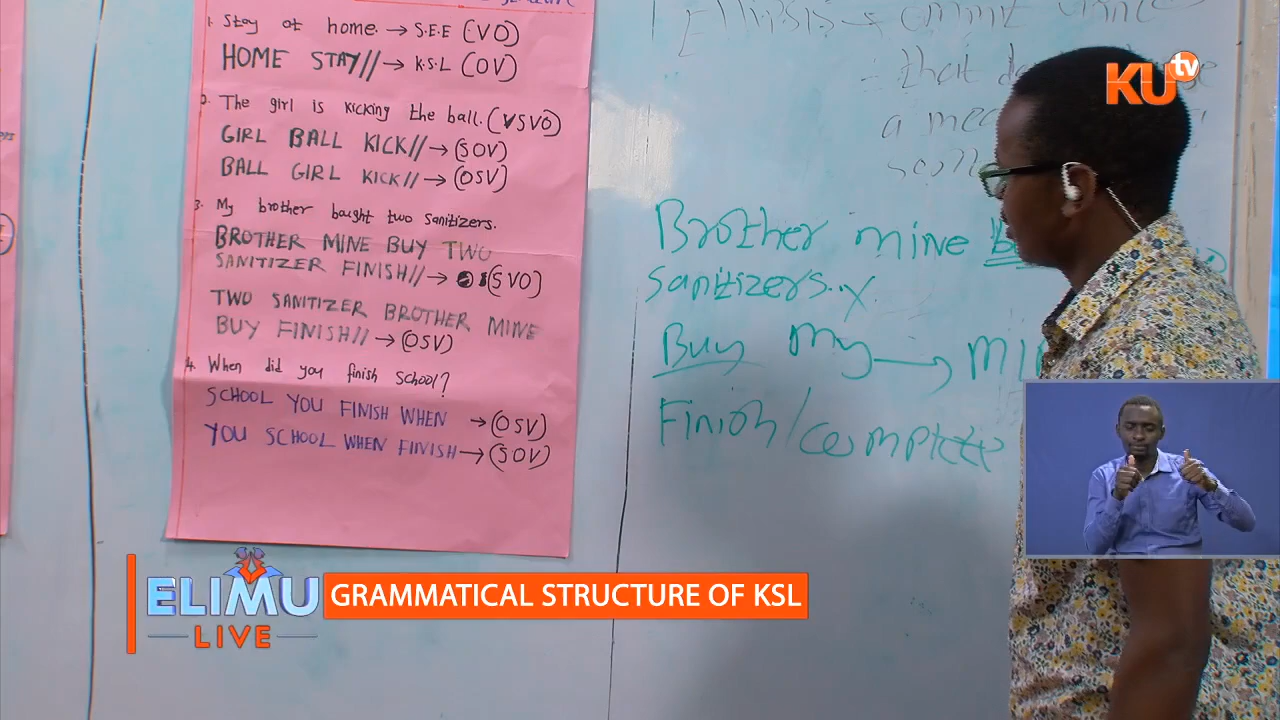 1. Stay at home. → S.E.E (VO)
HOME STAY// → K.S.L (OV)
2. The girl is kicking the ball. (SVO)
GIRL BALL KICK// → (SOV)
BALL GIRL KICK// → (OSV)
3. My brother bought two sanitizers.
BROTHER MINE BUY TWO
SANITIZER FINISH// → (SVO)
TWO SANITIZER BROTHER MINE
BUY FINISH// → (OSV)
4. When did you finish school?
SCHOOL YOU FINISH WHEN → (OSV)
YOU SCHOOL WHEN FINISH → (SOV)
Ellipsis → ommit
that
a
Brother mine
sanitizers. x
Buy My →
Finish/complete
KU tv
ELIMU
LIVE
GRAMMATICAL STRUCTURE OF KSL